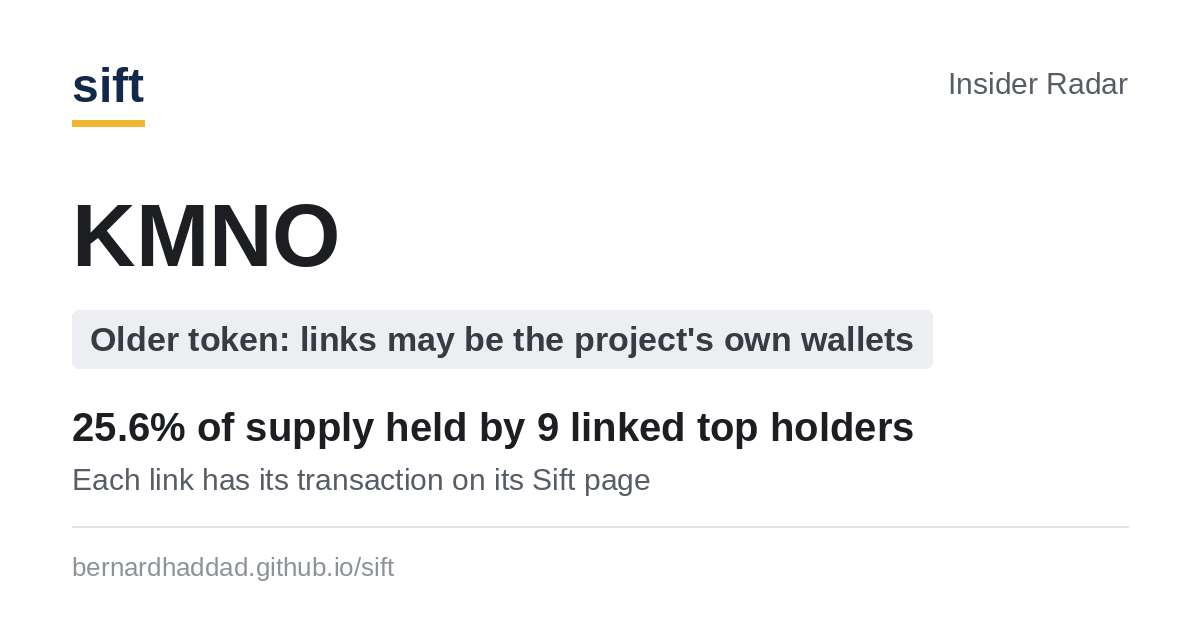 sift
Insider Radar
KMNO
Older token: links may be the project's own wallets
25.6% of supply held by 9 linked top holders
Each link has its transaction on its Sift page
bernardhaddad.github.io/sift